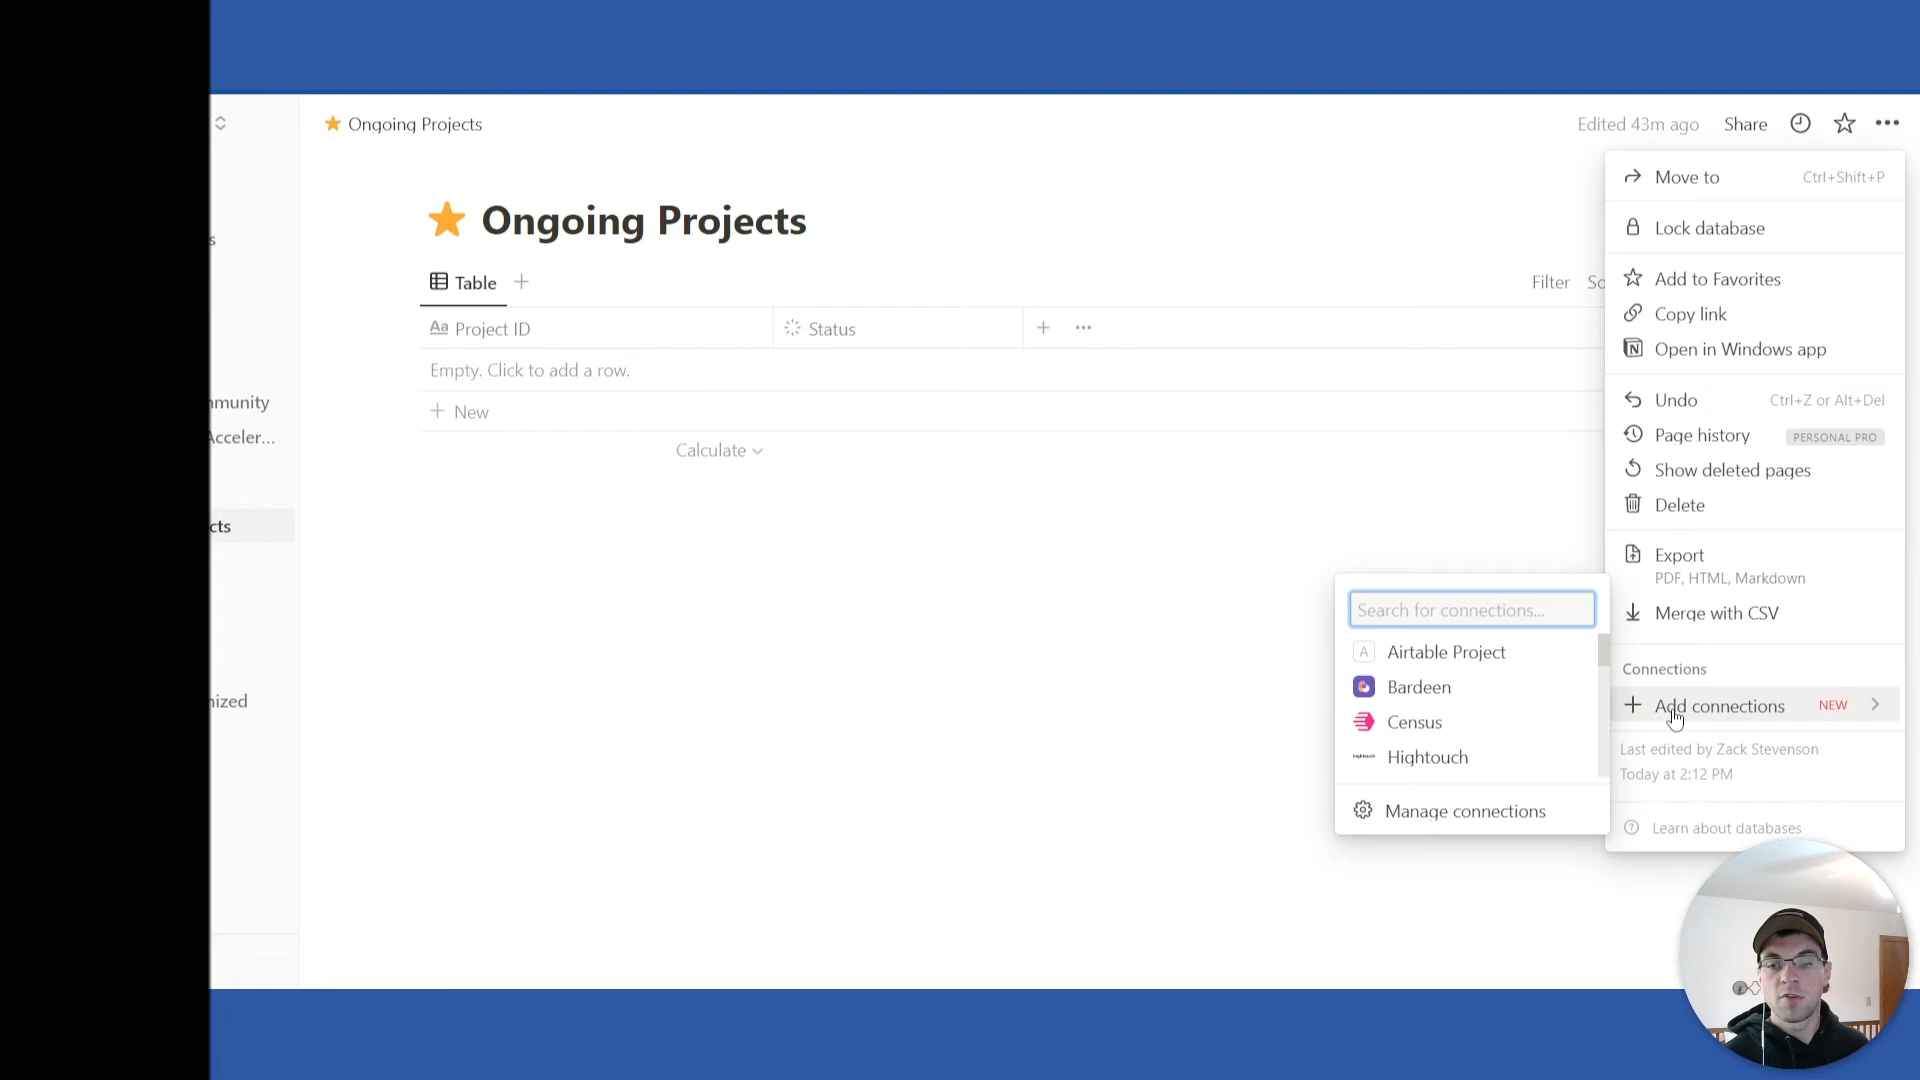 Ongoing Projects
Edited 43m ago
Share
Ongoing Projects
Table
Filter
So
Aa Project ID
Status
Empty. Click to add a row.
New
Calculate
s
nmunity
Acceler...
cts
nized
Move to
Ctrl+Shift+P
Lock database
Add to Favorites
Copy link
Open in Windows app
Undo
Ctrl+Z or Alt+Del
Page history
PERSONAL PRO
Show deleted pages
Delete
Export
PDF, HTML, Markdown
Merge with CSV
Connections
Add connections
NEW
Last edited by Zack Stevenson
Today at 2:12 PM
Learn about databases
Search for connections...
A Airtable Project
Bardeen
Census
Hightouch
Manage connections